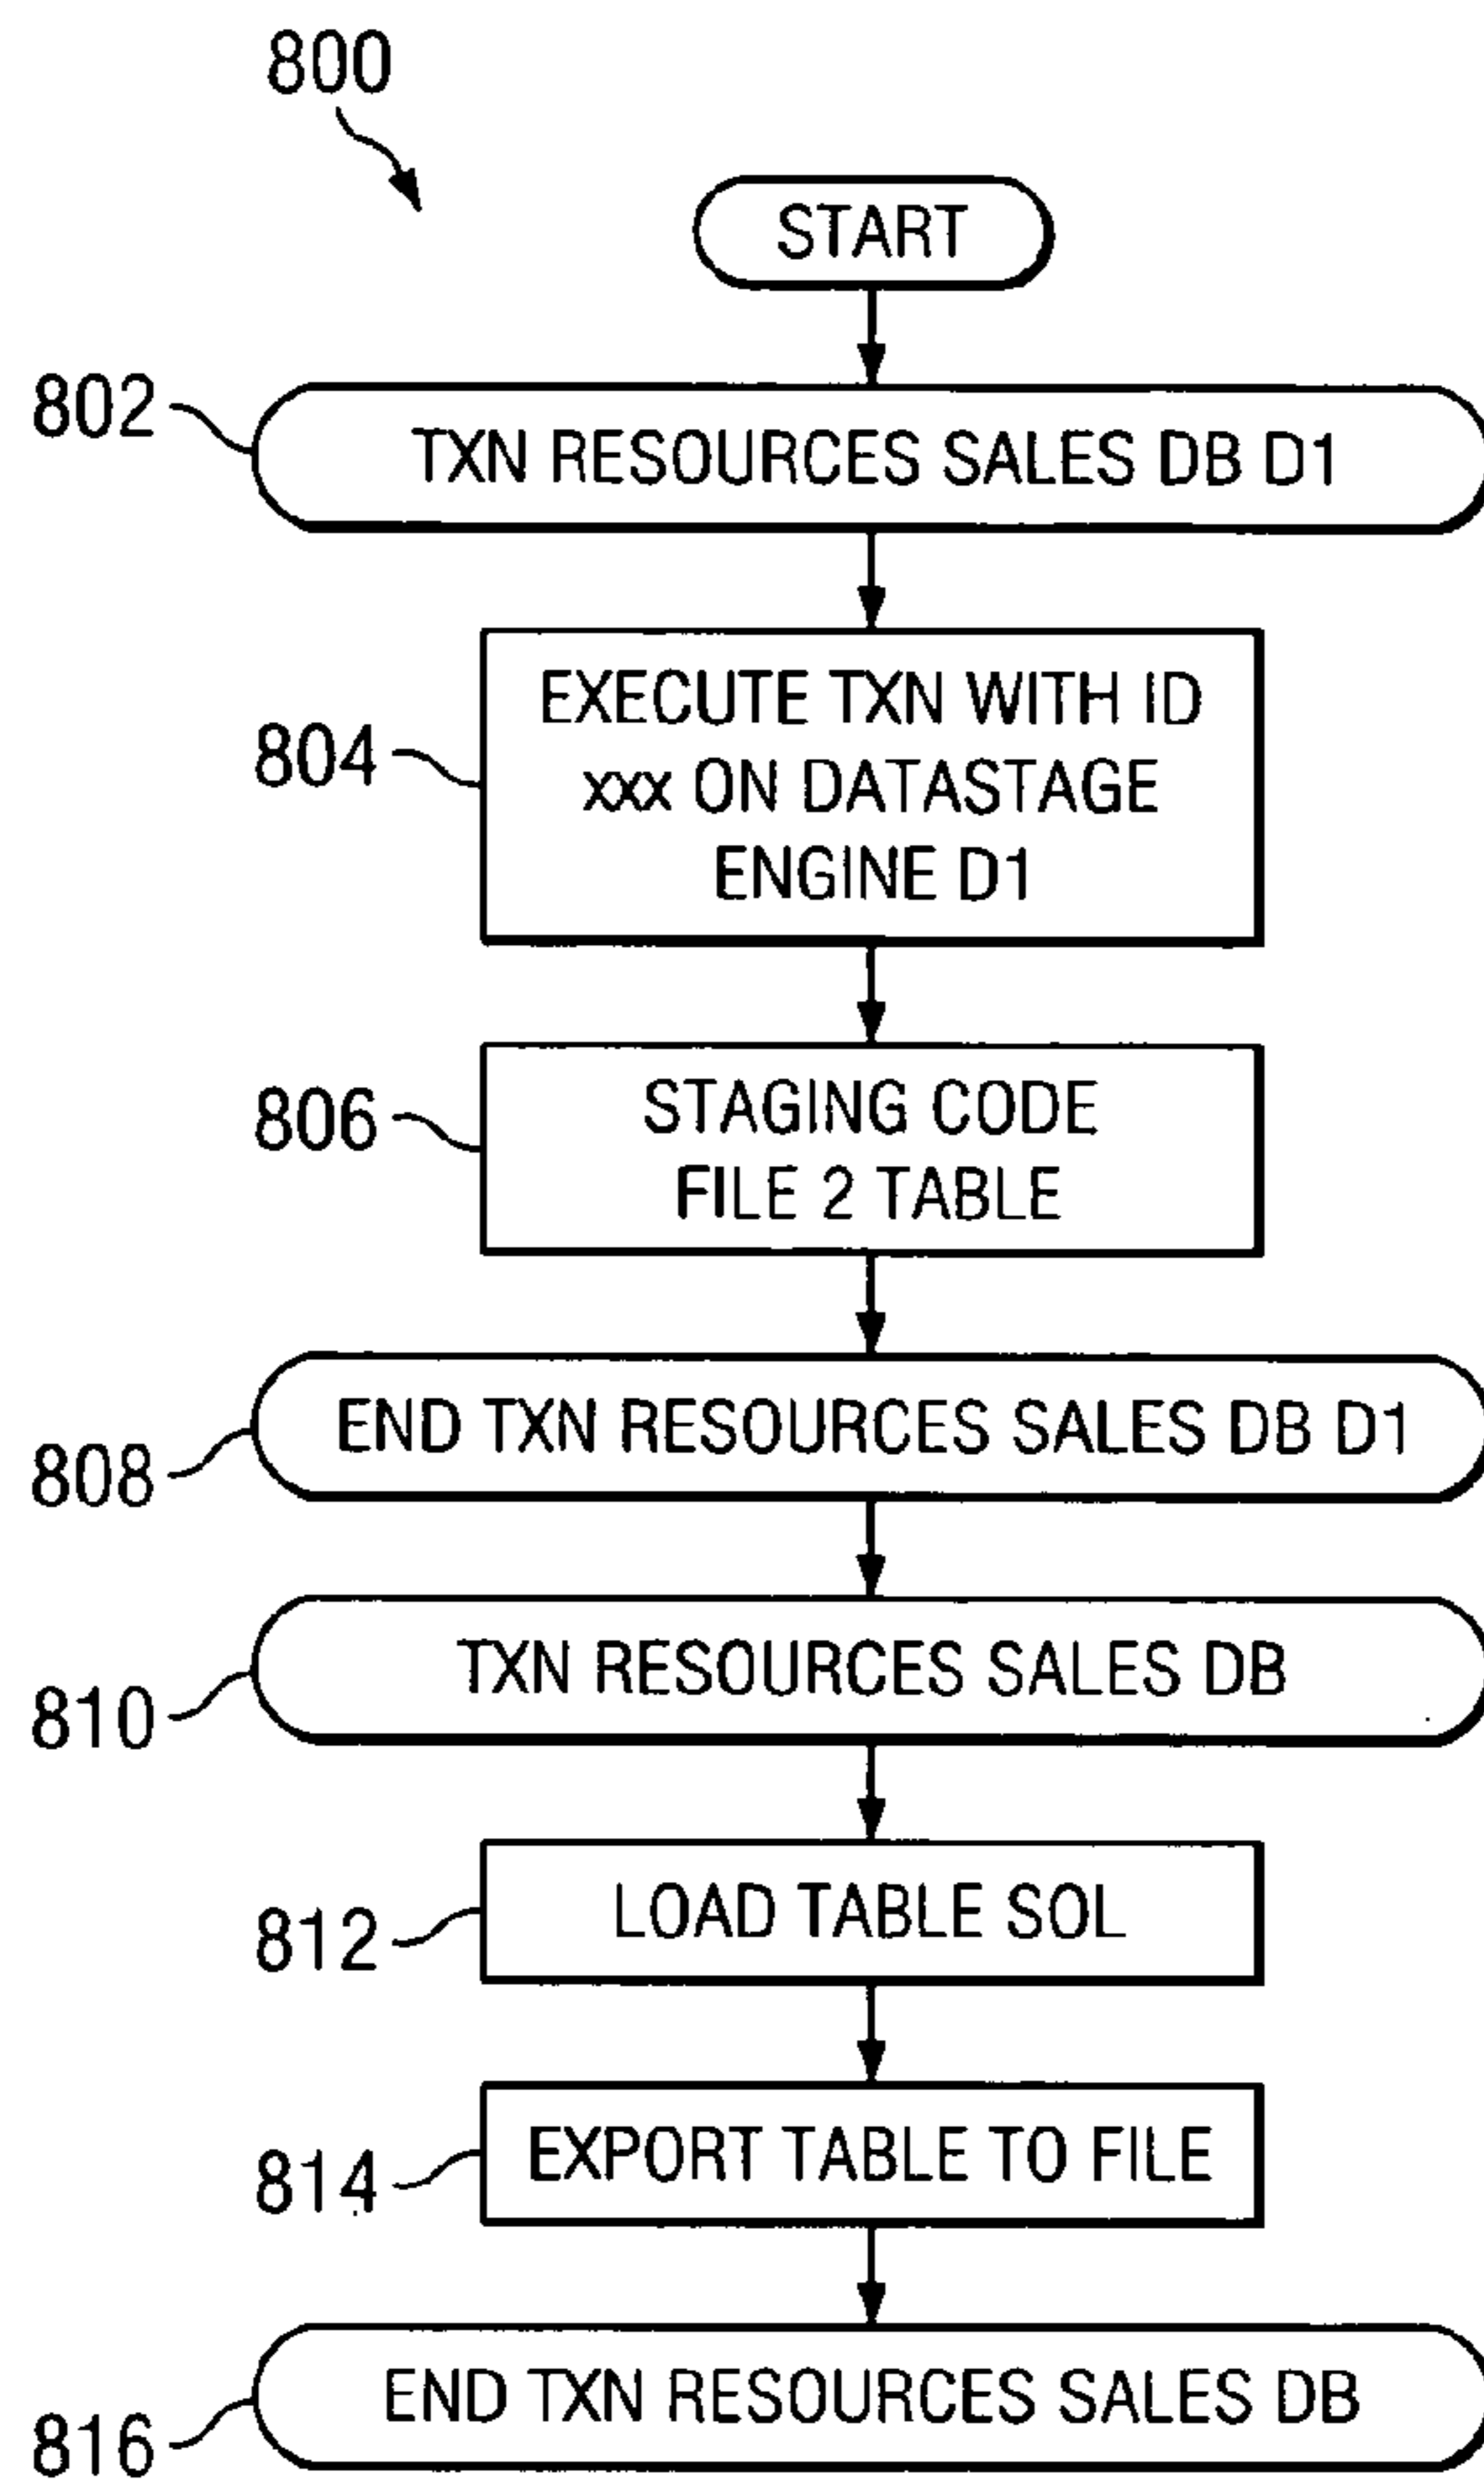 800
START
802
TXN RESOURCES SALES DB D1
804
EXECUTE TXN WITH ID
xxx ON DATASTAGE
ENGINE D1
806
STAGING CODE
FILE 2 TABLE
808
END TXN RESOURCES SALES DB D1
810
TXN RESOURCES SALES DB
812
LOAD TABLE SOL
814
EXPORT TABLE TO FILE
816
END TXN RESOURCES SALES DB